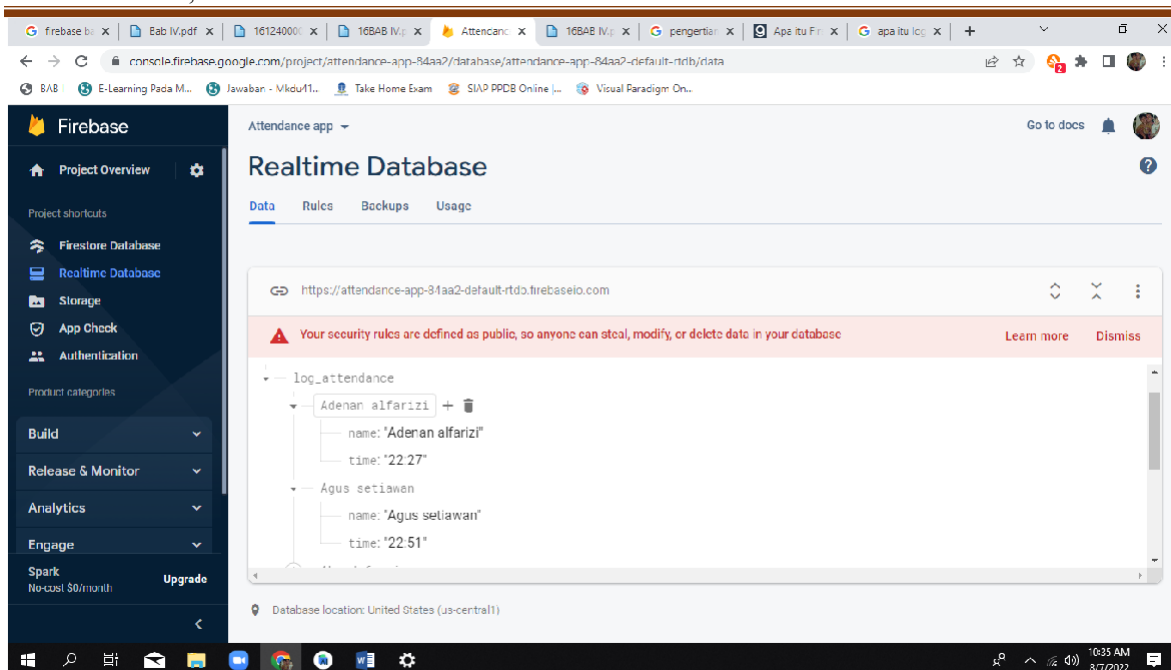 firebase ba
Bab IV.pdf
1612400
16BAB IV.p
Attendanc
16BAB IV.p
pengertian
Apa itu Fi
apa itu log
console.firebase.google.com/project/attendance-app-84aa2/database/attendance-app-84aa2-default-rtdb/data
2
BAB I
E-Learning Pada M...
Jawaban - Mkdu41..
Take Home Exam
SIAP PPDB Online |...
Visual Paradigm On...
Firebase
Attendance app
Go to docs
Project Overview
Realtime Database
Project shortcuts
Data Rules Backups Usage
Firestore Database
Realtime Database
Storage
https://attendance-app-84aa2-default-rtdb.firebaseio.com
App Check
Your security rules are defined as public, so anyone can steal, modify, or delete data in your database
Learn more Dismiss
Authentication
log_attendance
Product categories
Adenan alfarizi
Build
name: "Adenan alfarizi"
Release & Monitor
time: "22:27"
Agus setiawan
Analytics
name: "Agus setiawan"
Engage
time: "22:51"
Spark
No-cost $0/month
Upgrade
Database location: United States (us-central1)
10:35 AM
8/7/2022